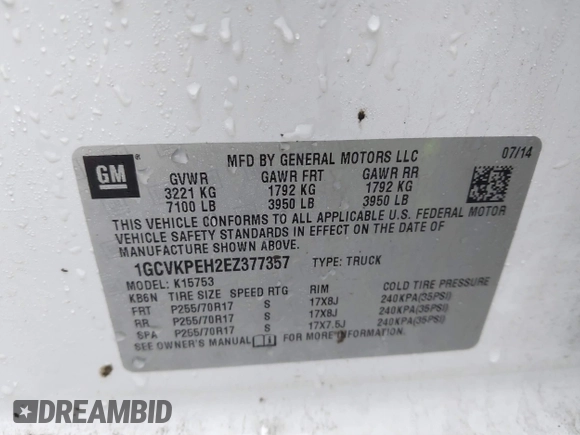 GM
®
MFD BY GENERAL MOTORS LLC
07/14
GVWR GAWR FRT GAWR RR
3221 KG 1792 KG 1792 KG
7100 LB 3950 LB 3950 LB
THIS VEHICLE CONFORMS TO ALL APPLICABLE U.S. FEDERAL MOTOR
VEHICLE SAFETY STANDARDS IN EFFECT ON THE DATE OF
MANUFACTURE SHOWN ABOVE.
1GCVKPEH2EZ377357 TYPE: TRUCK
MODEL: K15753
KB6N TIRE SIZE SPEED RTG RIM COLD TIRE PRESSURE
FRT P255/70R17 S 17X8J 240KPA(35PSI)
RR P255/70R17 S 17X8J 240KPA(35PSI)
SPA P255/70R17 S 17X7.5J 240KPA(35PSI)
SEE OWNER'S MANUAL FOR MORE INFORMATION.
DREAMBID